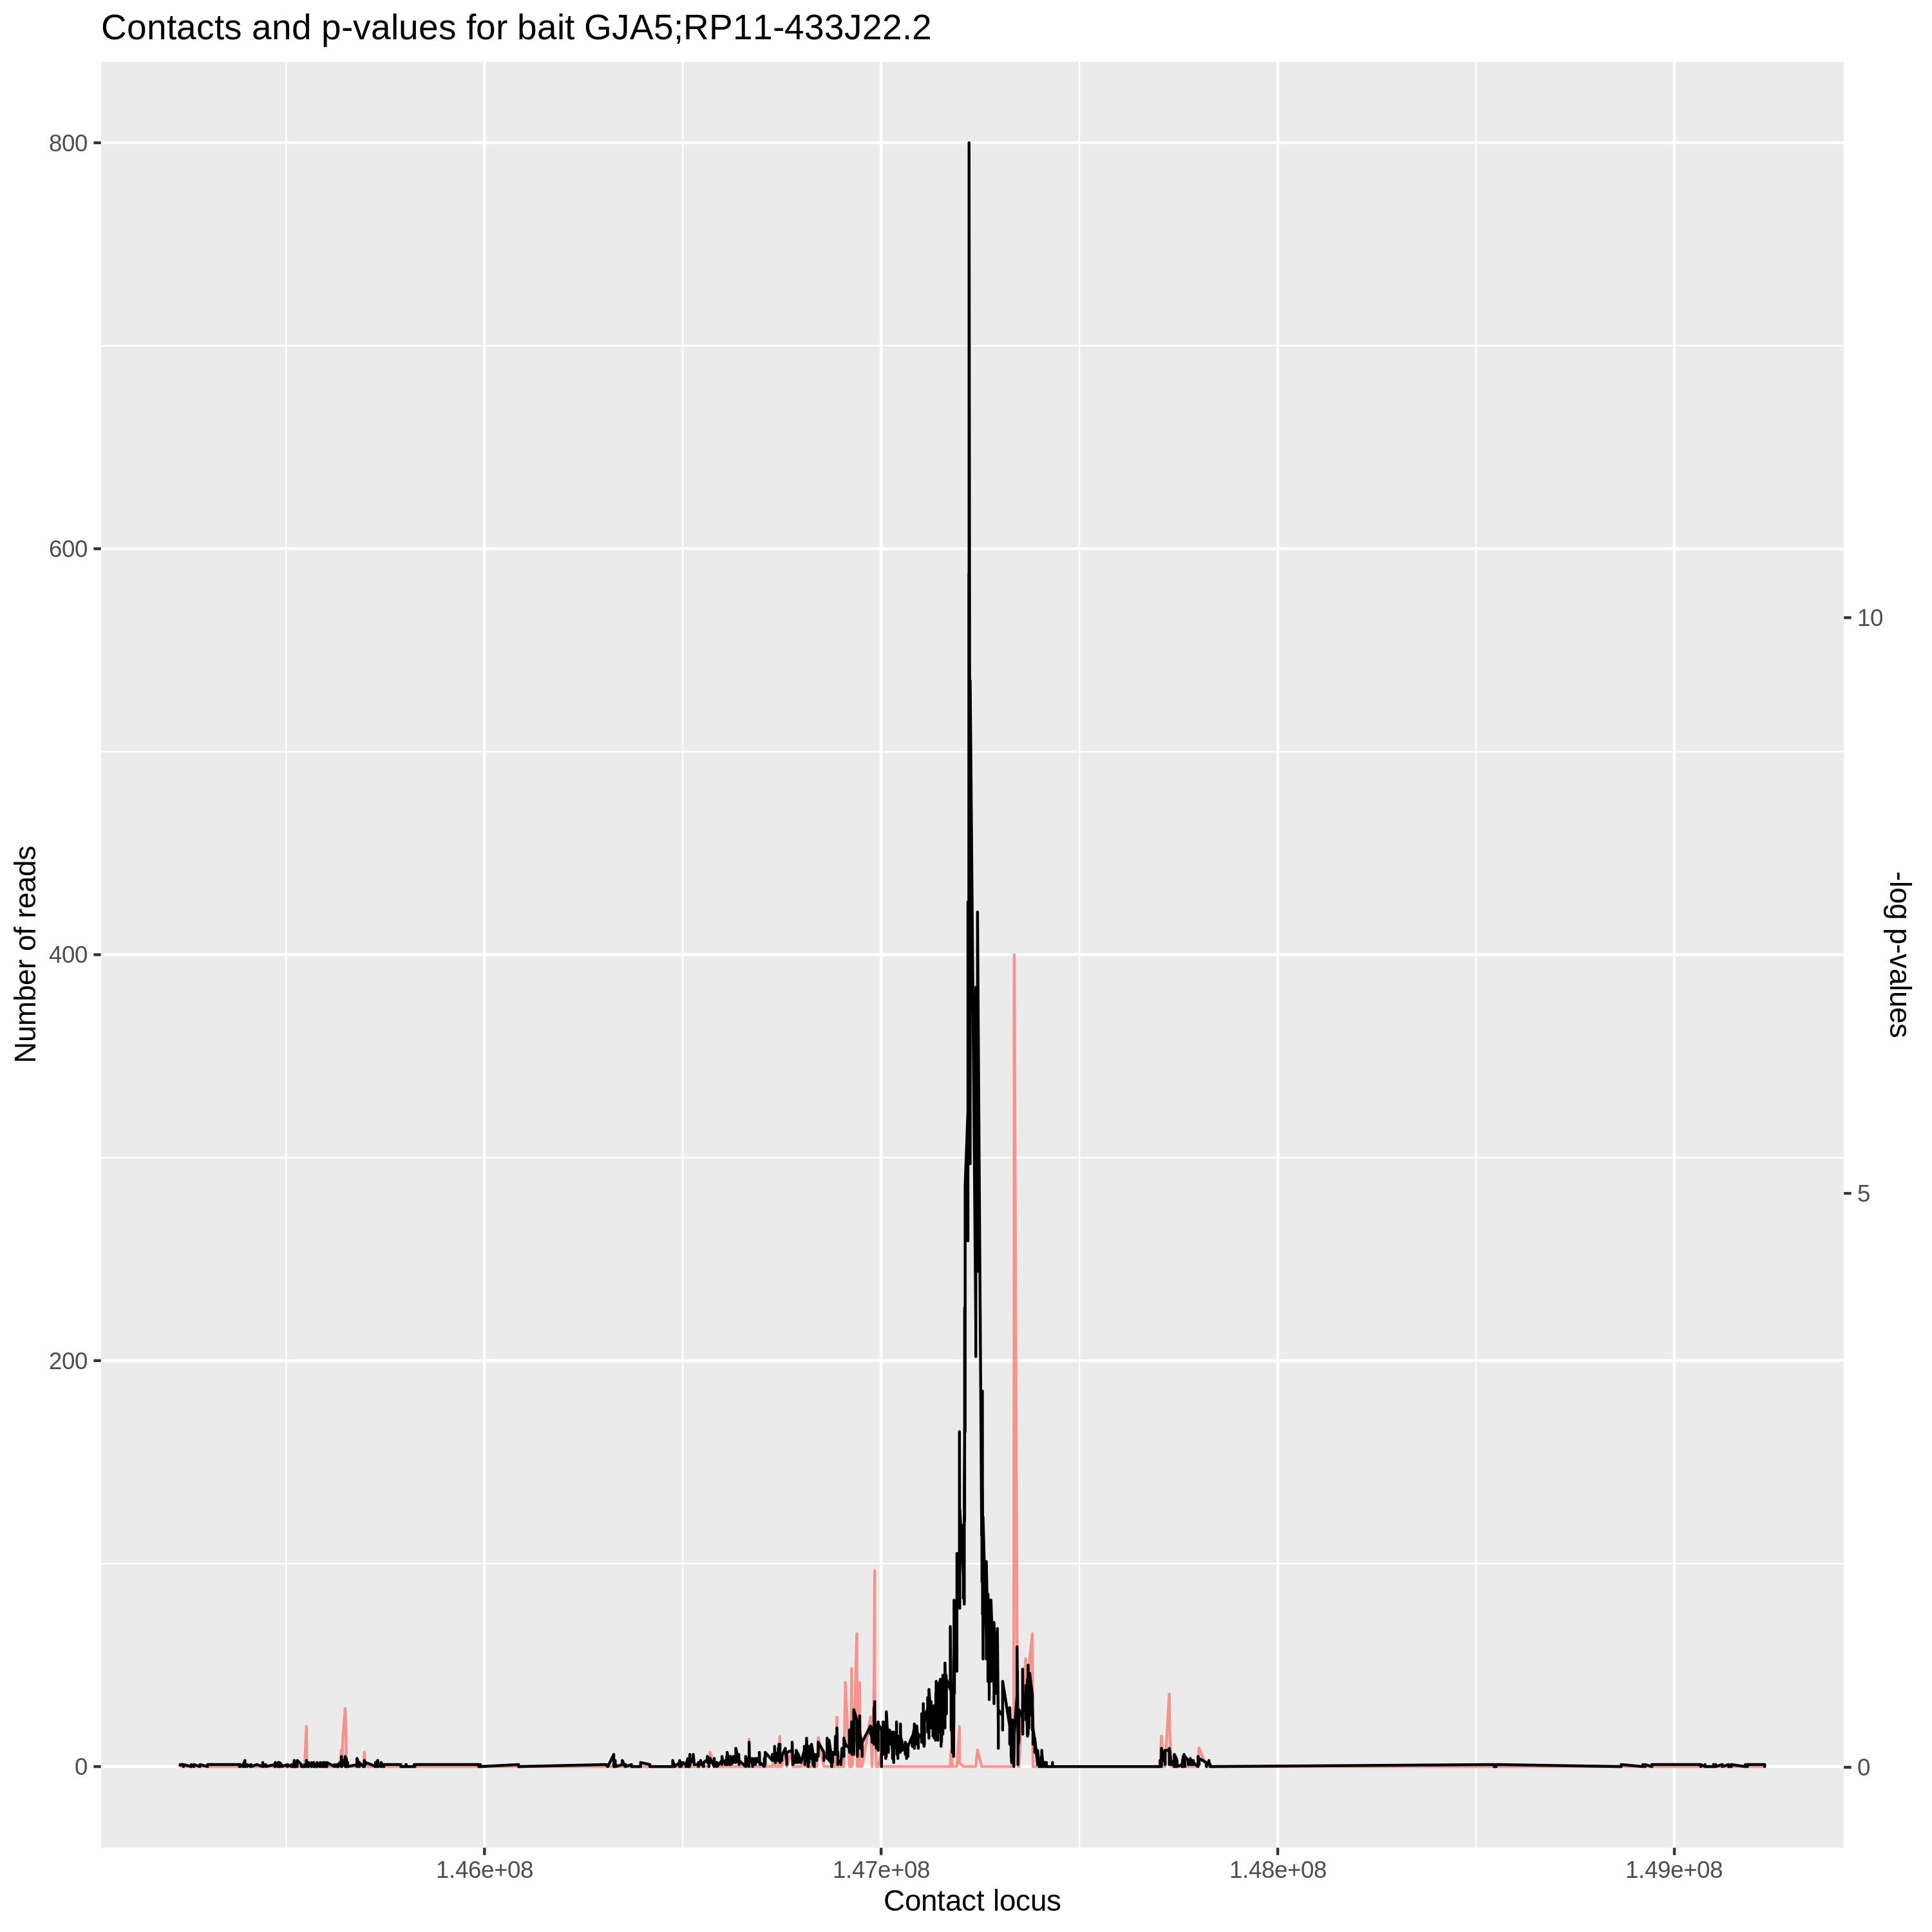 Contacts and p-values for bait GJA5;RP11-433J22.2
800
600
400
200
0
Number of reads
10
5
0
-log p-values
1.46e+08
1.47e+08
1.48e+08
1.49e+08
Contact locus